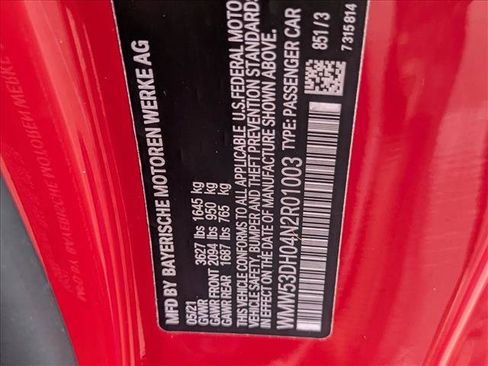 MFD BY BAYERISCHE MOTOREN WERKE AG
05/21
GVWR 3627 lbs 1645 kg
GAWR FRONT 2094 lbs 950 kg
GAWR REAR 1687 lbs 765 kg
THIS VEHICLE CONFORMS TO ALL APPLICABLE U.S. FEDERAL MOTOR
VEHICLE SAFETY, BUMPER, AND THEFT PREVENTION STANDARDS
IN EFFECT ON THE DATE OF MANUFACTURE SHOWN ABOVE.
WMW53DH04N2R01003 TYPE: PASSENGER CAR
851 / 3
7 315 814